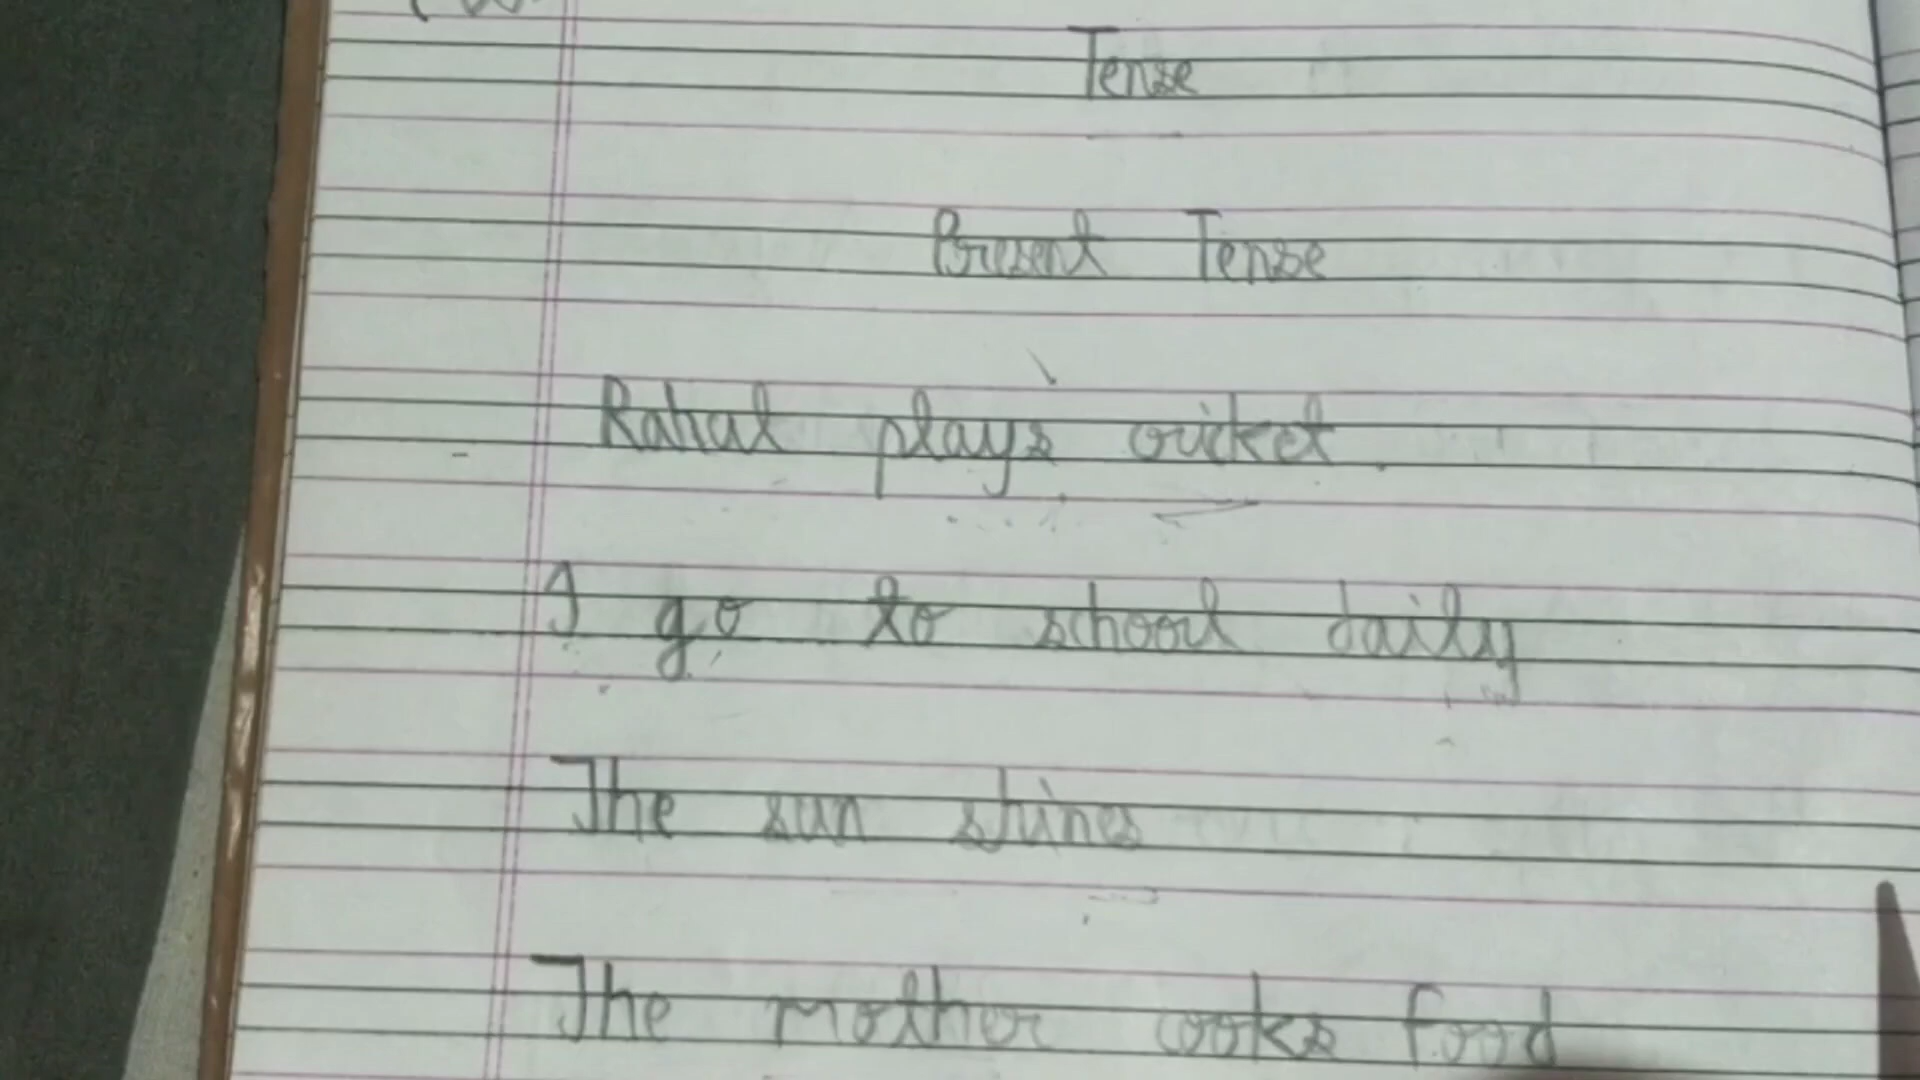 Tense
Present Tense
Rahul plays cricket.
I go to school daily
The sun shines
The mother cooks food